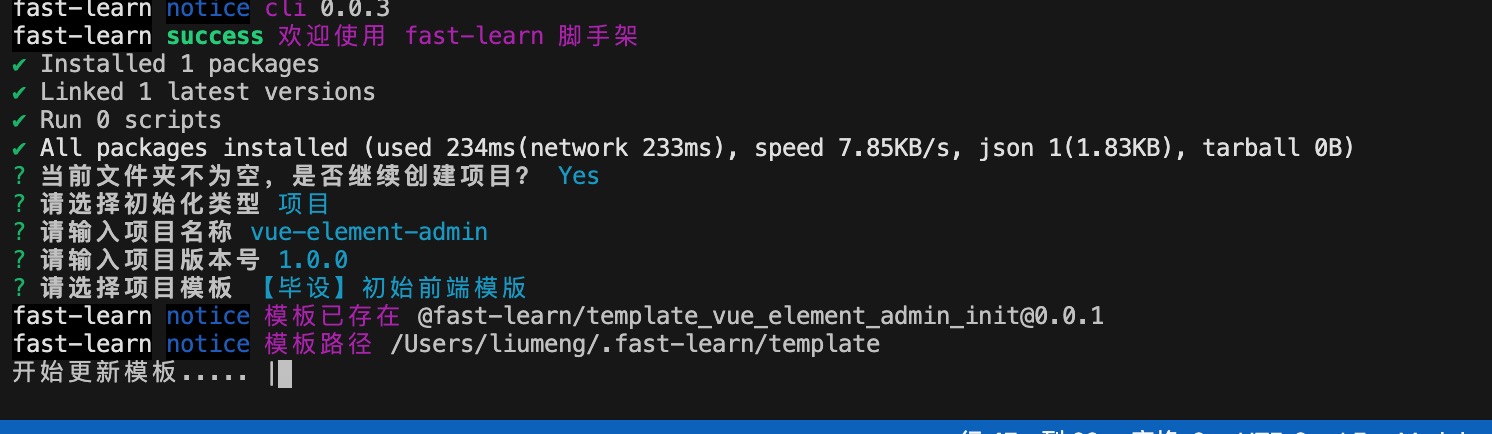 fast-learn notice cli 0.0.3
fast-learn success 欢迎使用 fast-learn 脚手架
✔ Installed 1 packages
✔ Linked 1 latest versions
✔ Run 0 scripts
✔ All packages installed (used 234ms(network 233ms), speed 7.85KB/s, json 1(1.83KB), tarball 0B)
? 当前文件夹不为空，是否继续创建项目？ Yes
? 请选择初始化类型 项目
? 请输入项目名称 vue-element-admin
? 请输入项目版本号 1.0.0
? 请选择项目模板 【毕设】初始前端模版
fast-learn notice 模板已存在 @fast-learn/template_vue_element_admin_init@0.0.1
fast-learn notice 模板路径 /Users/liumeng/.fast-learn/template
开始更新模板..... |